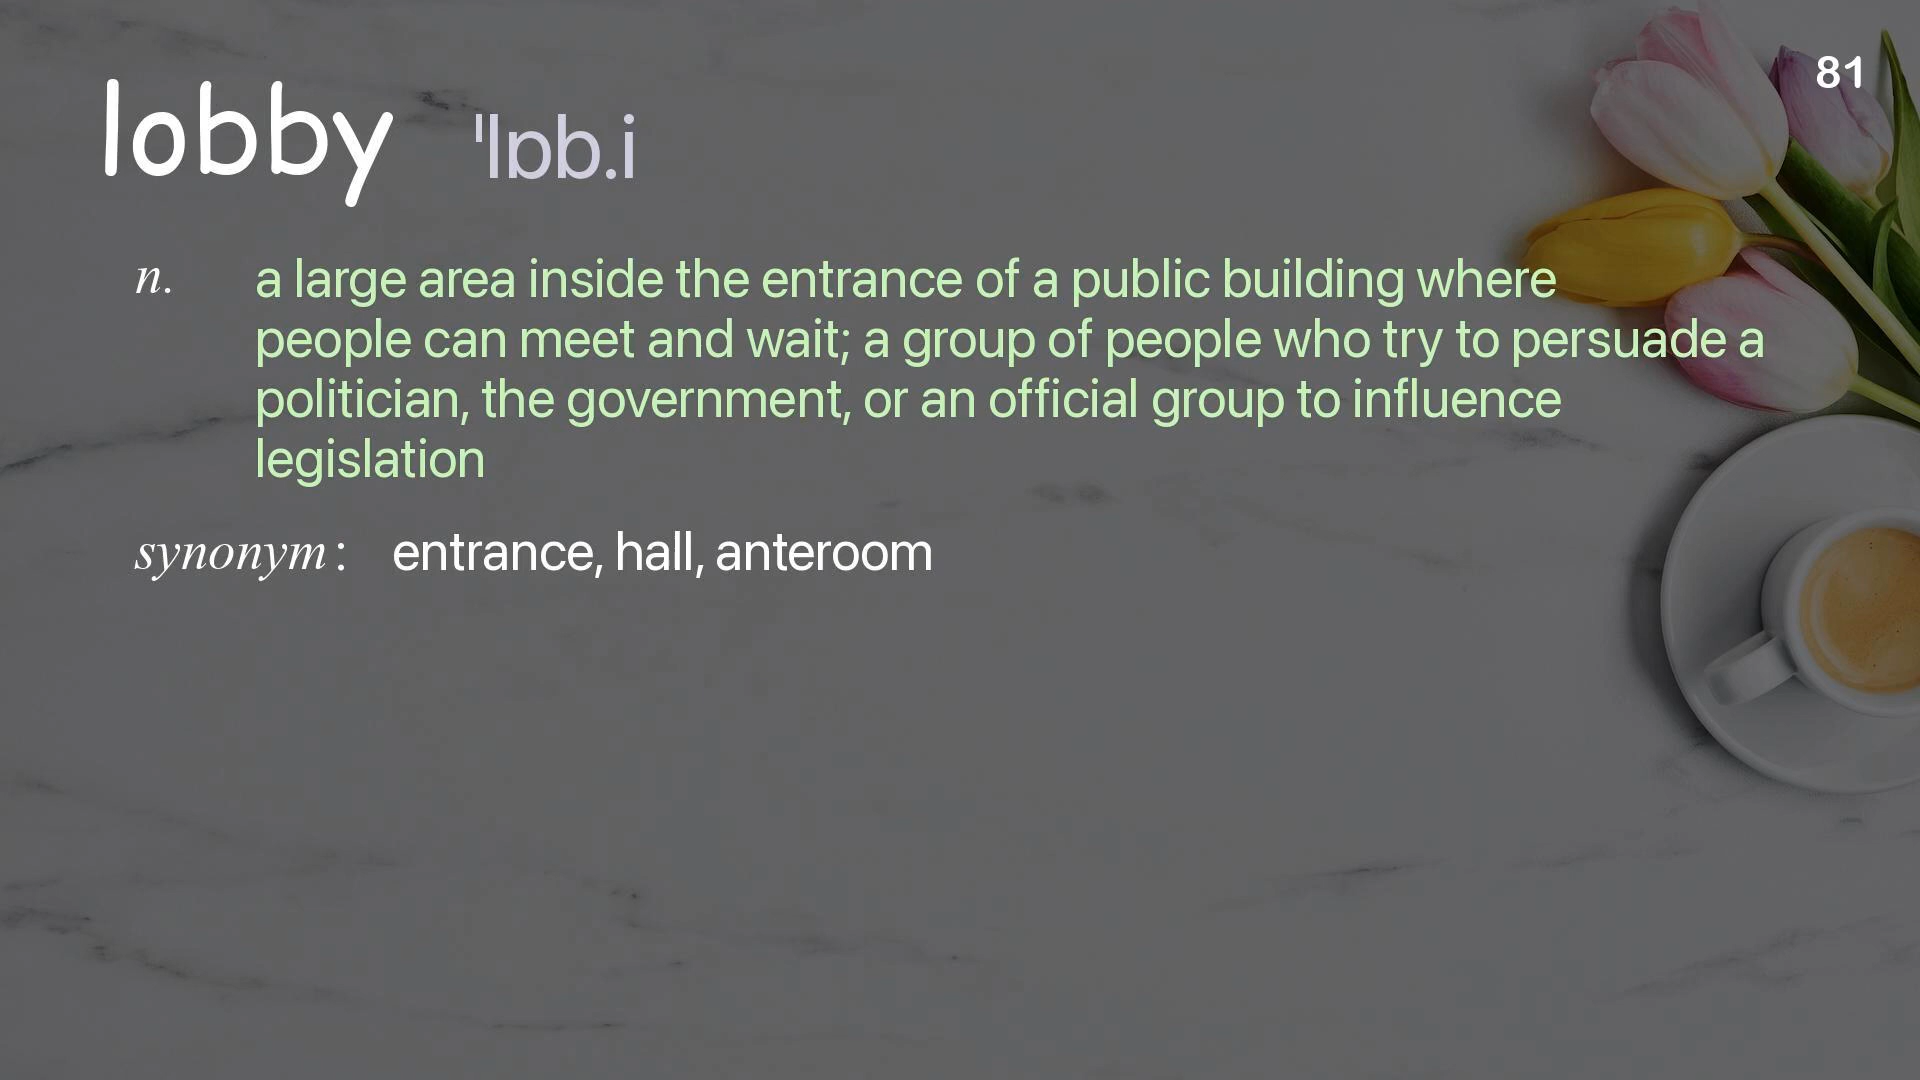 81
lobby ˈlɒb.i
n. a large area inside the entrance of a public building where
people can meet and wait; a group of people who try to persuade a
politician, the government, or an official group to influence
legislation
synonym : entrance, hall, anteroom